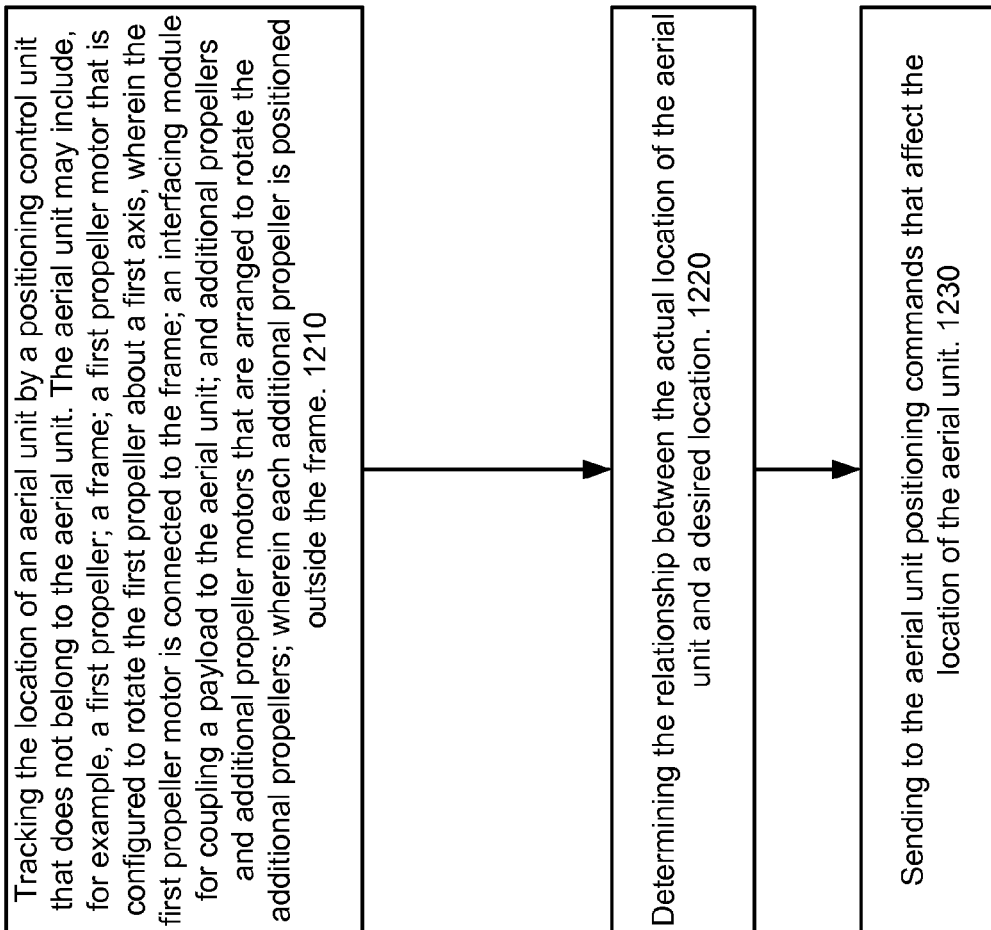 Tracking the location of an aerial unit by a positioning control unit
that does not belong to the aerial unit. The aerial unit may include,
for example, a first propeller; a frame; a first propeller motor that is
configured to rotate the first propeller about a first axis, wherein the
first propeller motor is connected to the frame; an interfacing module
for coupling a payload to the aerial unit; and additional propellers
and additional propeller motors that are arranged to rotate the
additional propellers; wherein each additional propeller is positioned
outside the frame. 1210
Determining the relationship between the actual location of the aerial
unit and a desired location. 1220
Sending to the aerial unit positioning commands that affect the
location of the aerial unit. 1230